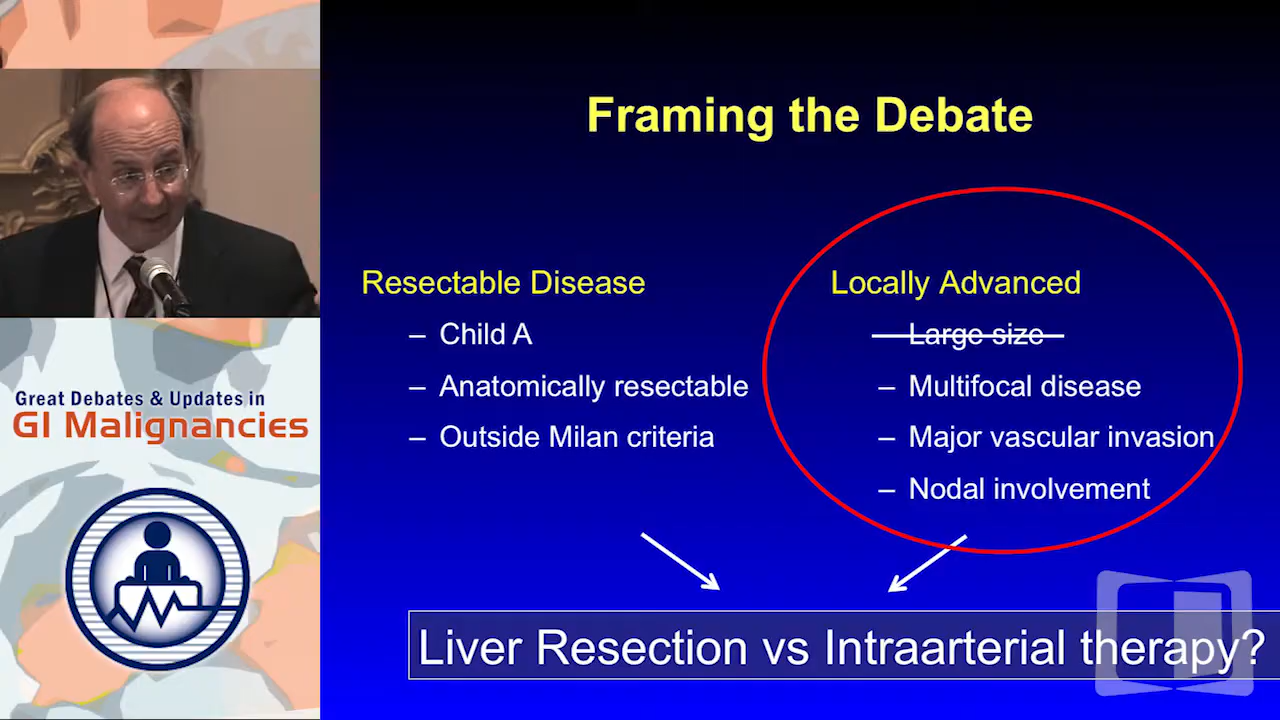 Framing the Debate
Resectable Disease
– Child A
– Anatomically resectable
– Outside Milan criteria
Locally Advanced
– Large size
– Multifocal disease
– Major vascular invasion
– Nodal involvement
Liver Resection vs Intraarterial therapy?
Great Debates & Updates in
GI Malignancies